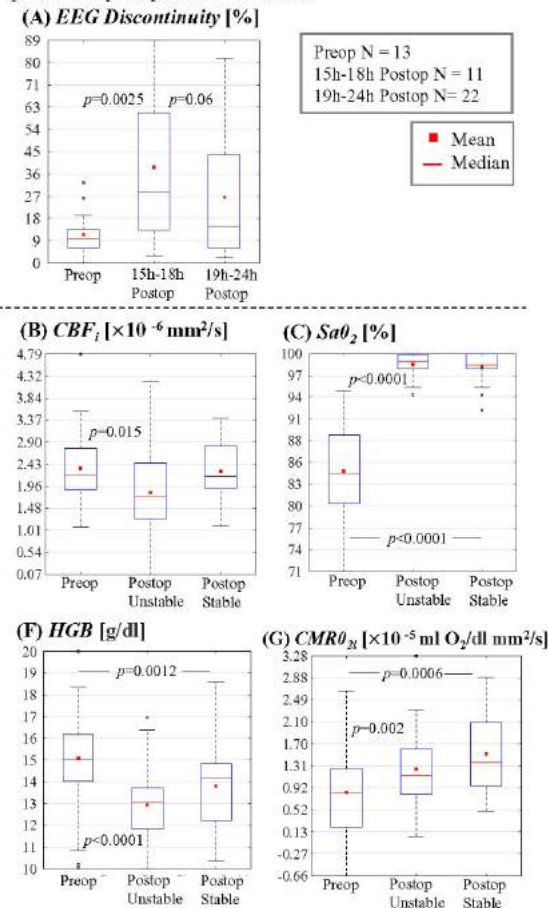 (A) EEG Discontinuity [%]
89
80
71
63
54
45
36
27
18
9
0
p=0.0025 p=0.06
Preop 15h-18h Postop 19h-24h Postop
Preop N = 13
15h-18h Postop N = 11
19h-24h Postop N= 22
Mean
Median
(B) CBFi [×10 -6 mm2/s]
4.79
4.32
3.84
3.37
2.90
2.43
1.96
1.48
1.01
0.54
0.07
p=0.015
Preop Postop Unstable Postop Stable
(C) Sa02 [%]
100
97
94
91
88
86
83
80
77
74
71
p<0.0001
p<0.0001
Preop Postop Unstable Postop Stable
(F) HGB [g/dl]
20
19
18
17
16
15
14
13
12
11
10
p=0.0012
p<0.0001
Preop Postop Unstable Postop Stable
(G) CMR02i [×10 -5 ml O2/dl mm2/s]
3.28
2.88
2.49
2.10
1.70
1.31
0.92
0.52
0.13
-0.27
-0.66
p=0.0006
p=0.002
Preop Postop Unstable Postop Stable